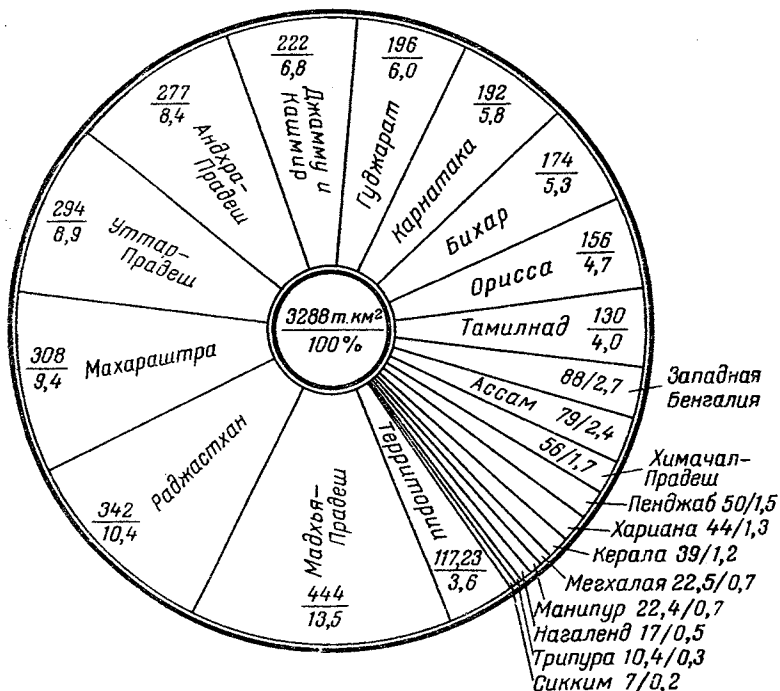 222
6,8
Джамму и
Кашмир
196
6,0
Гуджарат
192
5,8
Карнатака
174
5,3
Бихар
156
4,7
Орисса
130
4,0
Тамилнад
88/2,7
Западная
Бенгалия
Ассам 79/2,4
56/1,7
Химачал-
Прадеш
Пенджаб 50/1,5
Хариана 44/1,3
Керала 39/1,2
Мегхалая 22,5/0,7
Манипур 22,4/0,7
Нагаленд 17/0,5
Трипура 10,4/0,3
Сикким 7/0,2
Территории
117,23
3,6
Мадхья-
Прадеш
444
13,5
Раджастхан
342
10,4
Махараштра
308
9,4
Уттар-
Прадеш
294
8,9
Андхра-
Прадеш
277
8,4
3288 т. км²
100%